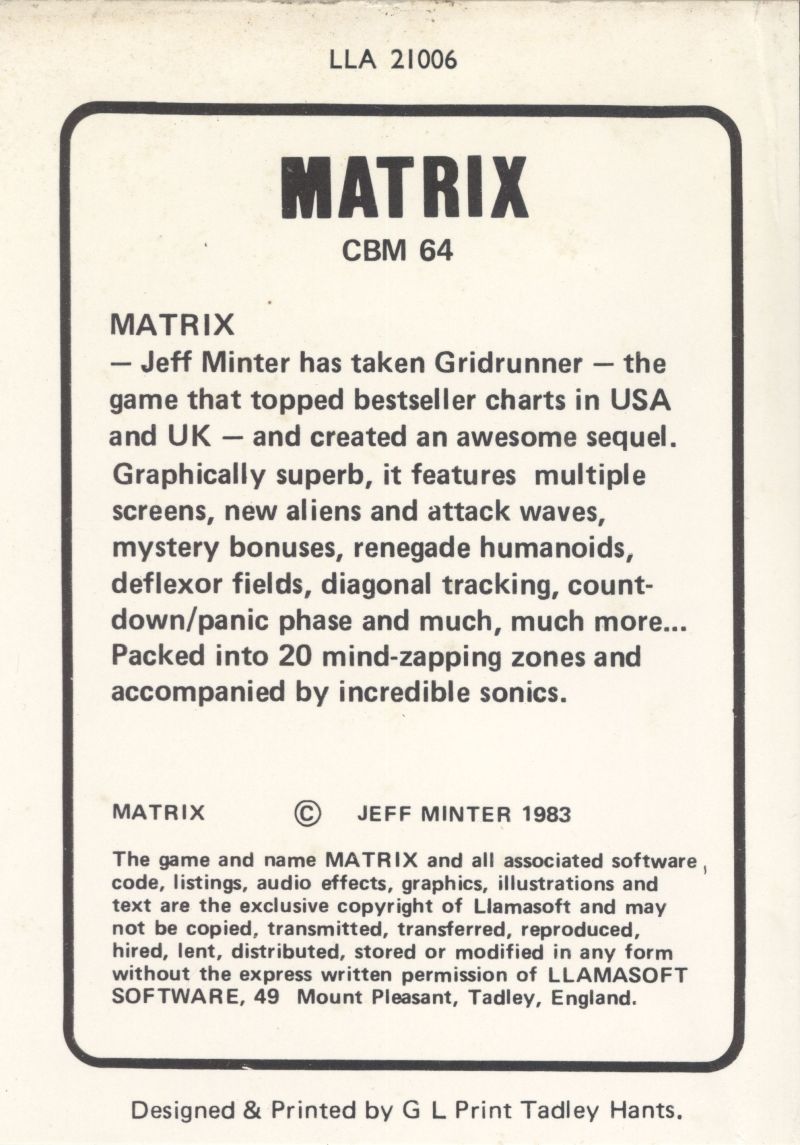 LLA 21006
MATRIX
CBM 64
MATRIX
– Jeff Minter has taken Gridrunner – the
game that topped bestseller charts in USA
and UK – and created an awesome sequel.
Graphically superb, it features multiple
screens, new aliens and attack waves,
mystery bonuses, renegade humanoids,
deflexor fields, diagonal tracking, count-
down/panic phase and much, much more...
Packed into 20 mind-zapping zones and
accompanied by incredible sonics.
MATRIX © JEFF MINTER 1983
The game and name MATRIX and all associated software,
code, listings, audio effects, graphics, illustrations and
text are the exclusive copyright of Llamasoft and may
not be copied, transmitted, transferred, reproduced,
hired, lent, distributed, stored or modified in any form
without the express written permission of LLAMASOFT
SOFTWARE, 49 Mount Pleasant, Tadley, England.
Designed & Printed by G L Print Tadley Hants.